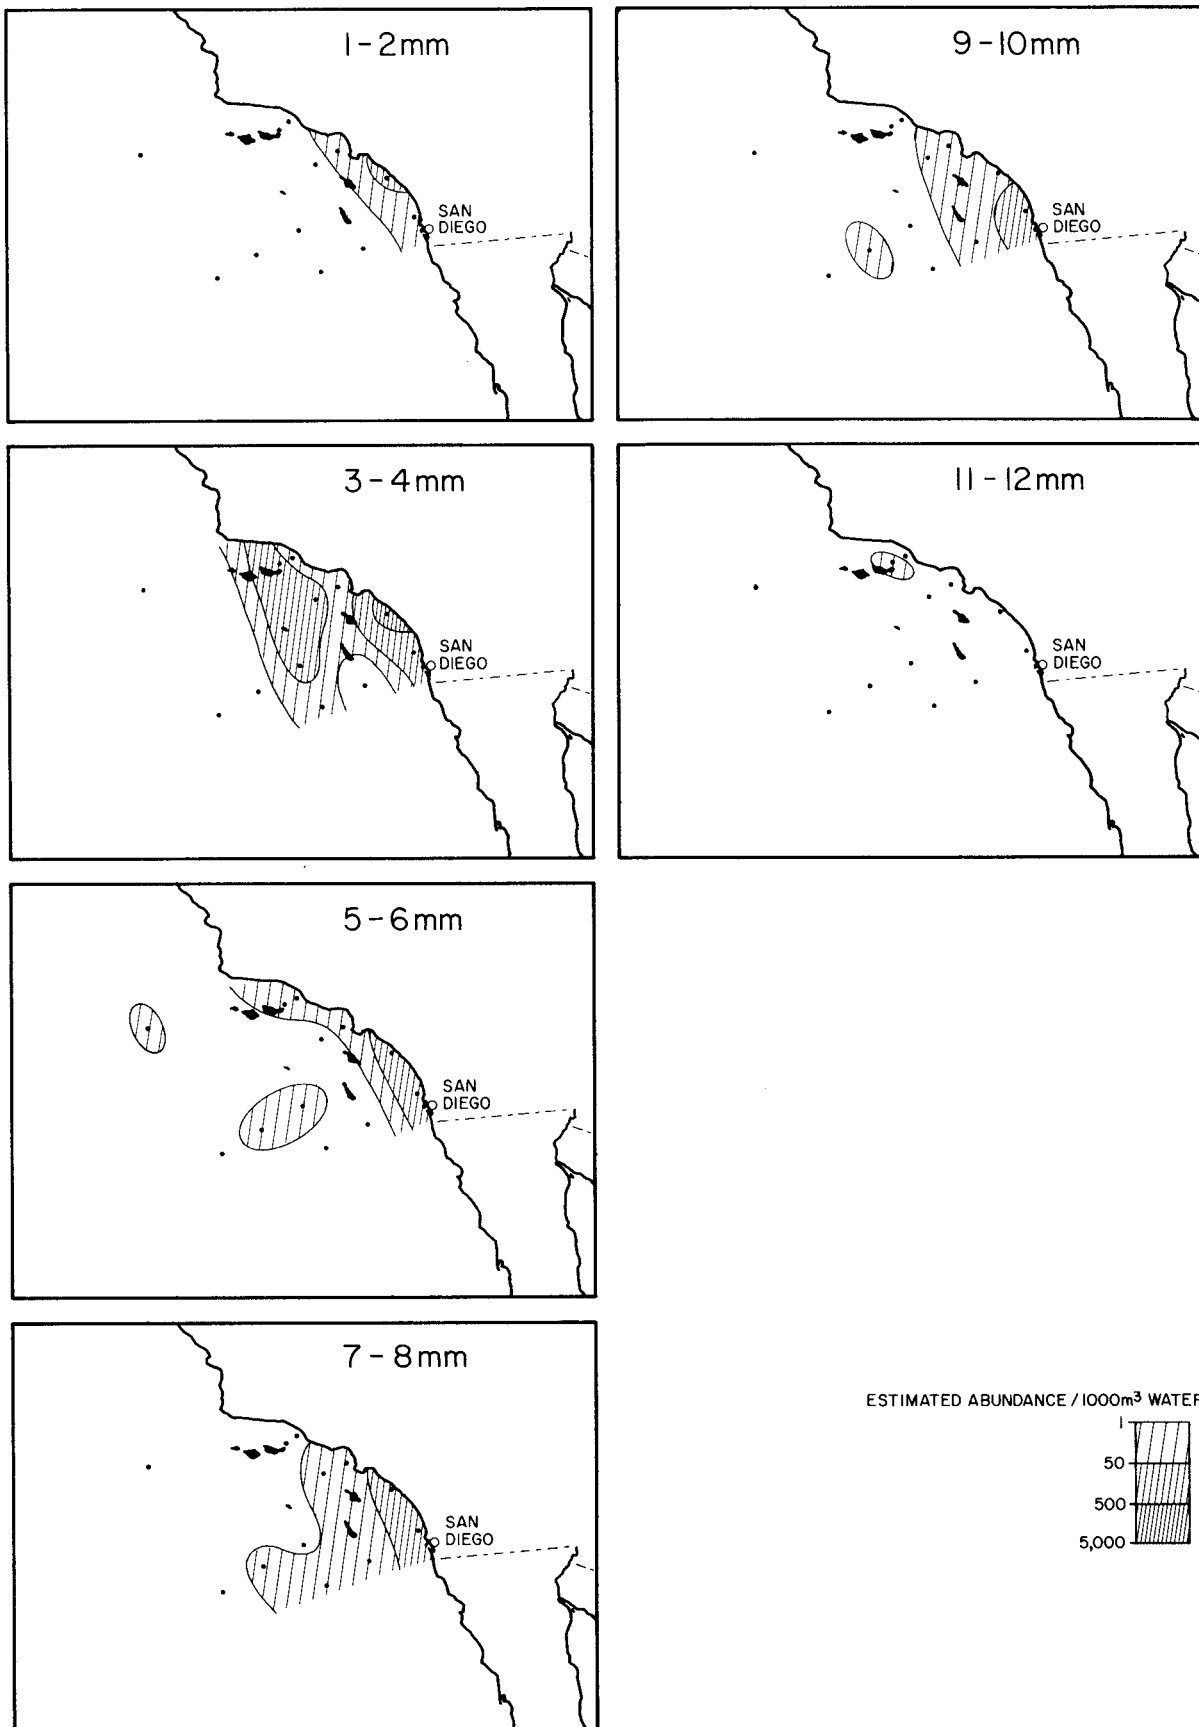 1-2mm
SAN
DIEGO
9-10mm
SAN
DIEGO
3-4mm
SAN
DIEGO
11-12mm
SAN
DIEGO
5-6mm
SAN
DIEGO
7-8mm
SAN
DIEGO
ESTIMATED ABUNDANCE/1000m³ WATER
1
50
500
5,000